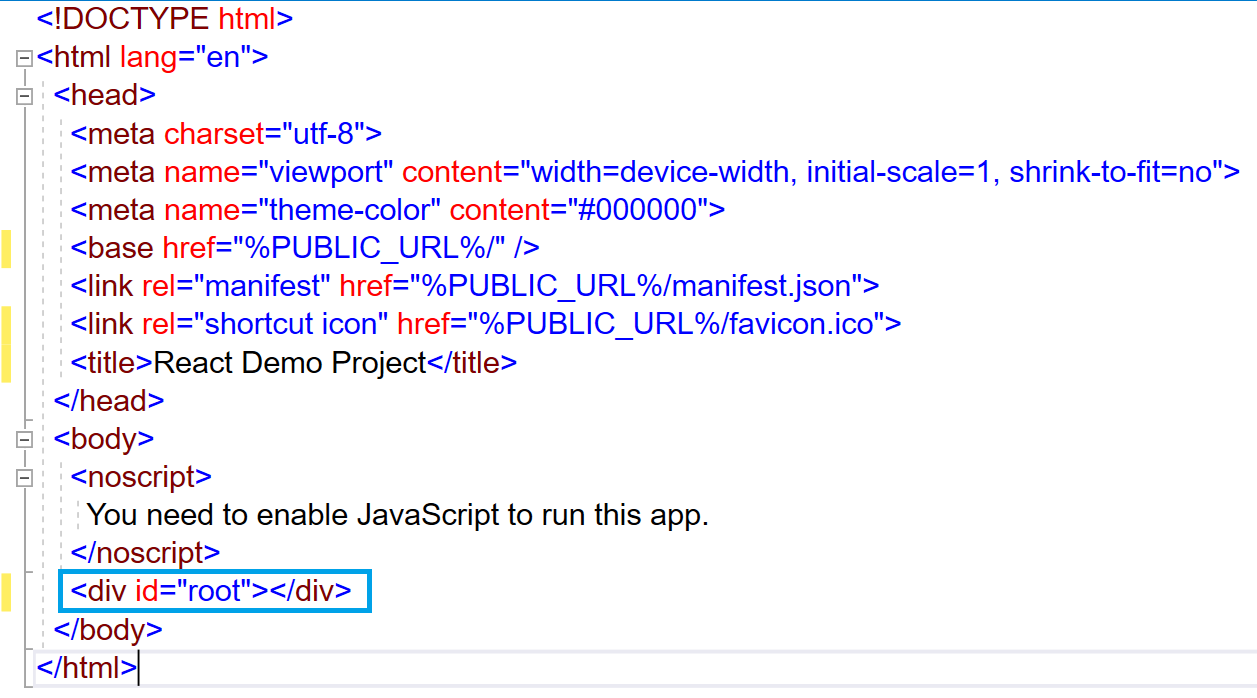 <!DOCTYPE html>
<html lang="en">
<head>
<meta charset="utf-8">
<meta name="viewport" content="width=device-width, initial-scale=1, shrink-to-fit=no">
<meta name="theme-color" content="#000000">
<base href="%PUBLIC_URL%/" />
<link rel="manifest" href="%PUBLIC_URL%/manifest.json">
<link rel="shortcut icon" href="%PUBLIC_URL%/favicon.ico">
<title>React Demo Project</title>
</head>
<body>
<noscript>
You need to enable JavaScript to run this app.
</noscript>
<div id="root"></div>
</body>
</html>